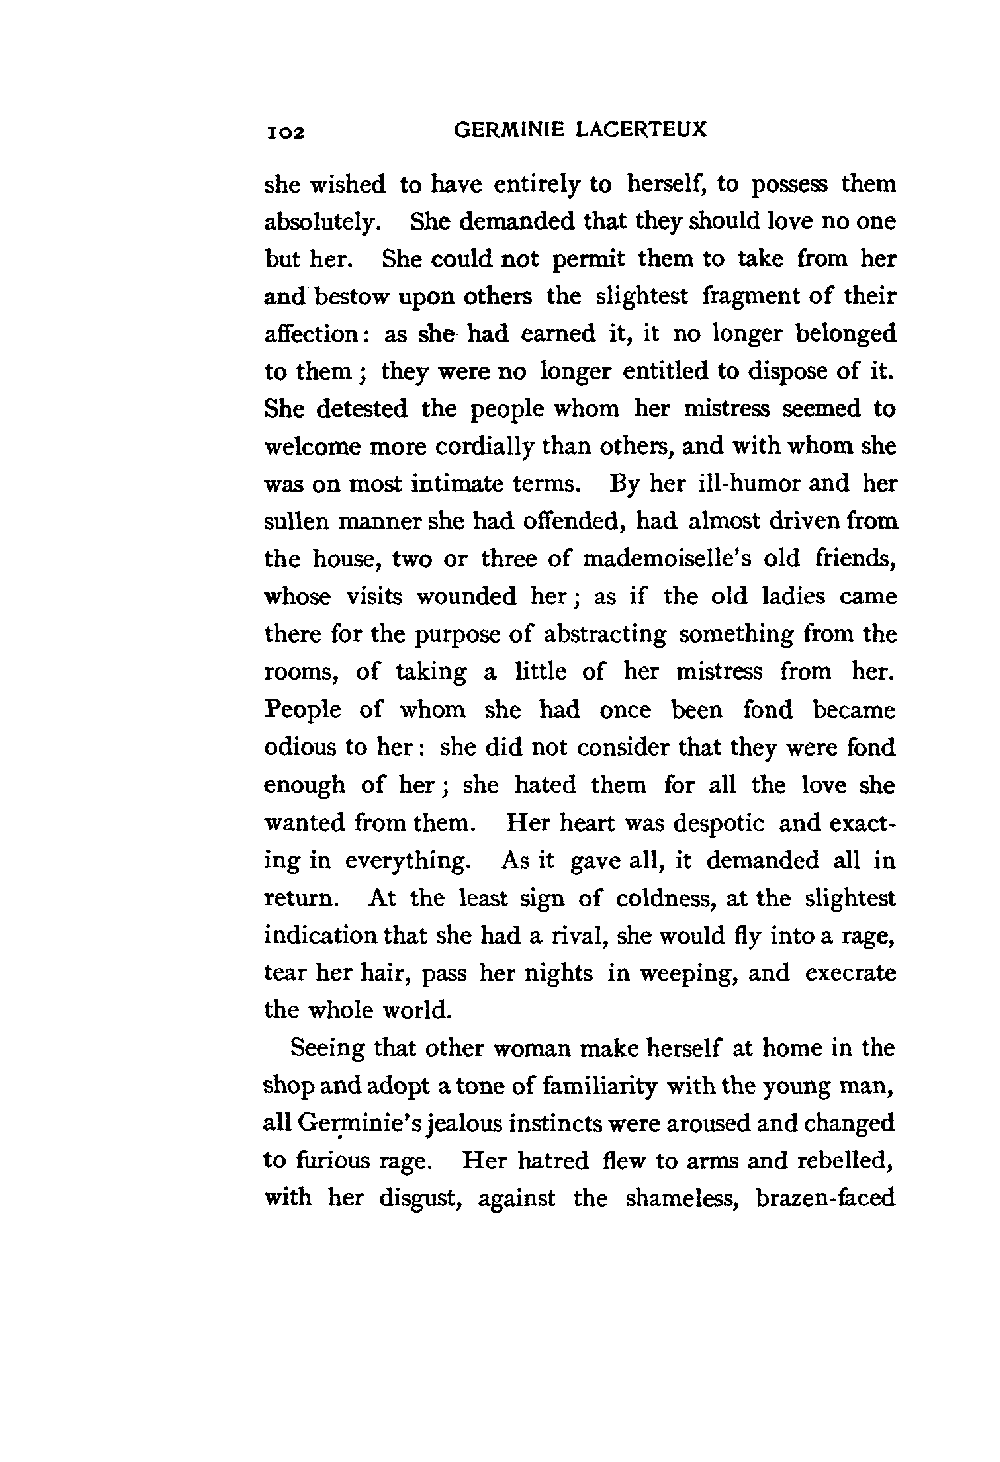 102 GERMINIE LACERTEUX
she wished to have entirely to herself, to possess them
absolutely. She demanded that they should love no one
but her. She could not permit them to take from her
and bestow upon others the slightest fragment of their
affection: as she had earned it, it no longer belonged
to them; they were no longer entitled to dispose of it.
She detested the people whom her mistress seemed to
welcome more cordially than others, and with whom she
was on most intimate terms. By her ill-humor and her
sullen manner she had offended, had almost driven from
the house, two or three of mademoiselle's old friends,
whose visits wounded her; as if the old ladies came
there for the purpose of abstracting something from the
rooms, of taking a little of her mistress from her.
People of whom she had once been fond became
odious to her: she did not consider that they were fond
enough of her; she hated them for all the love she
wanted from them. Her heart was despotic and exact-
ing in everything. As it gave all, it demanded all in
return. At the least sign of coldness, at the slightest
indication that she had a rival, she would fly into a rage,
tear her hair, pass her nights in weeping, and execrate
the whole world.
Seeing that other woman make herself at home in the
shop and adopt a tone of familiarity with the young man,
all Germinie's jealous instincts were aroused and changed
to furious rage. Her hatred flew to arms and rebelled,
with her disgust, against the shameless, brazen-faced